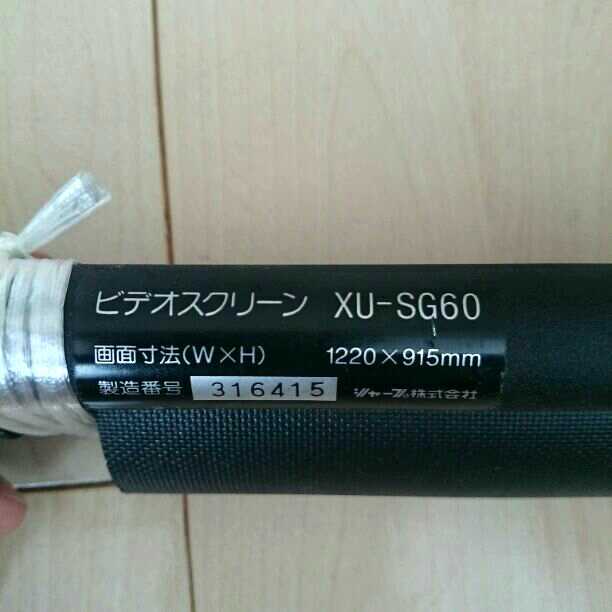 ビデオスクリーン XU-SG60
画面寸法(W×H) 1220×915mm
製造番号 316415 シャープ株式会社